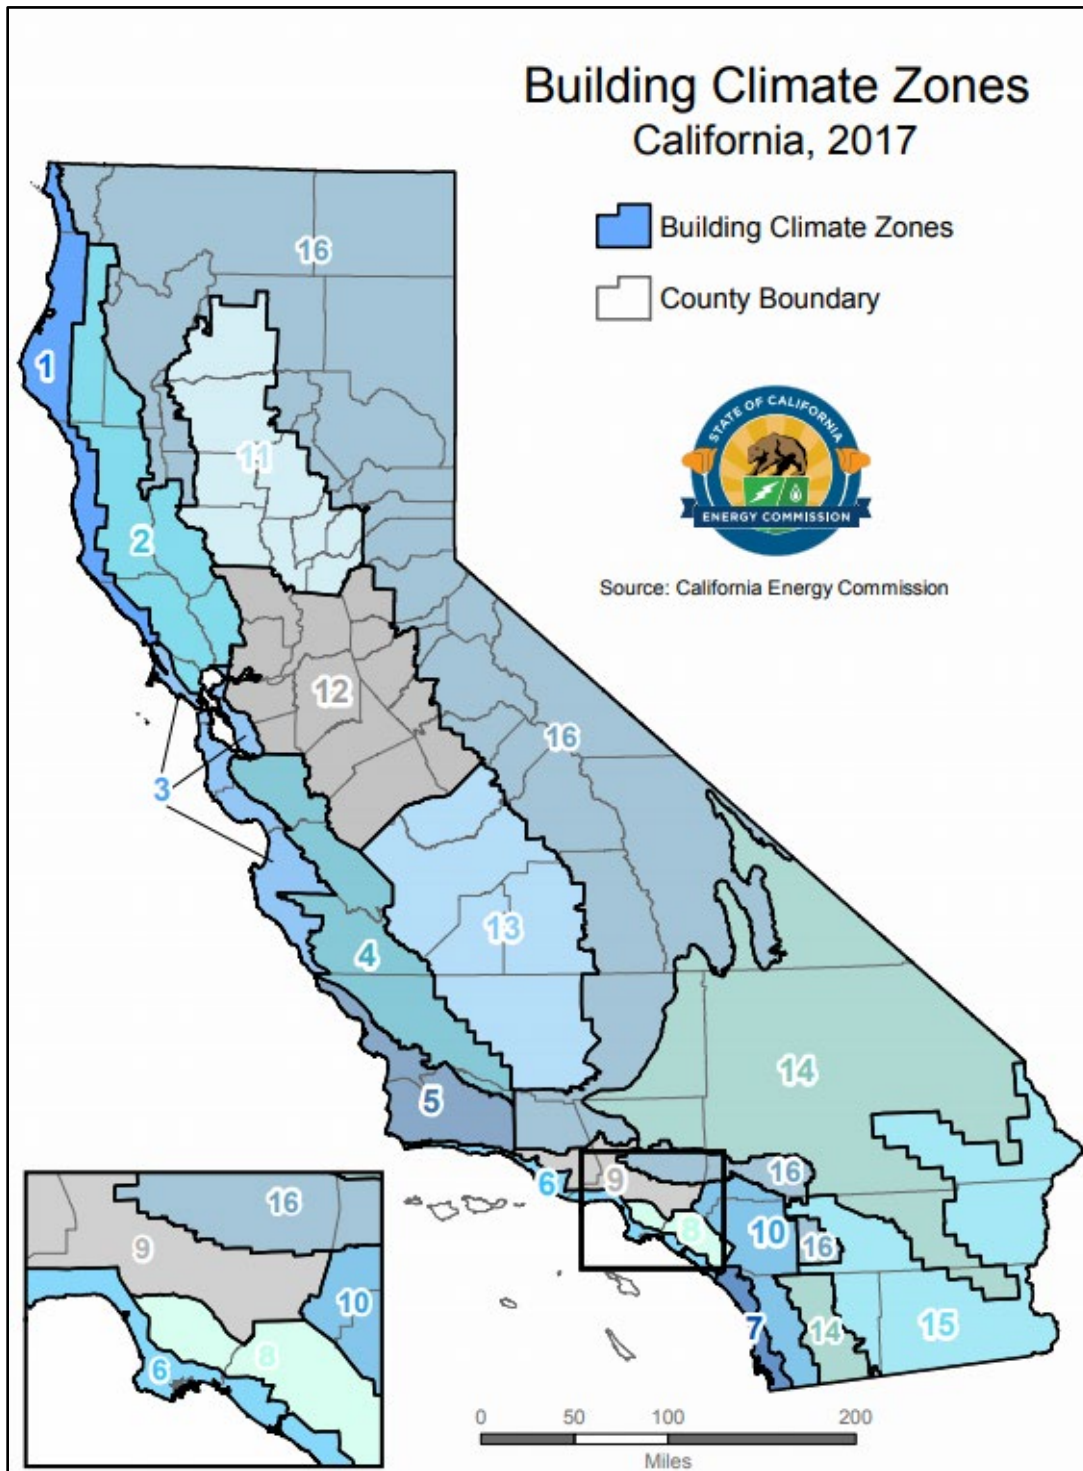 Building Climate Zones
California, 2017
Building Climate Zones
County Boundary
STATE OF CALIFORNIA
ENERGY COMMISSION
Source: California Energy Commission
16
1
11
2
12
16
3
13
4
14
5
16
6
9
8
10
16
7
14
15
16
9
10
8
6
0 50 100 200
Miles